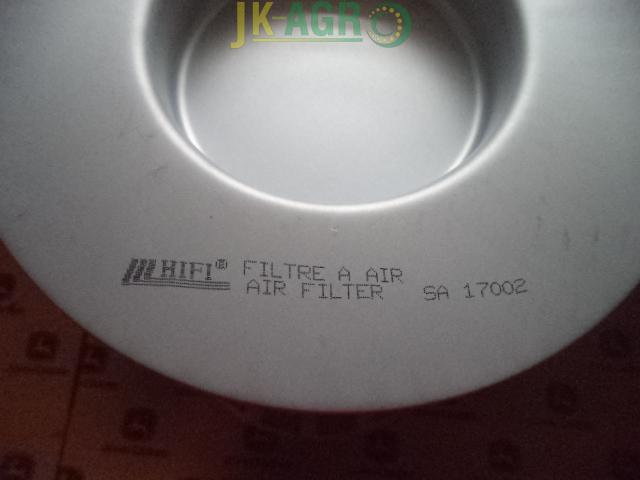 JK-AGRO
HIFI® FILTRE A AIR
AIR FILTER SA 17002